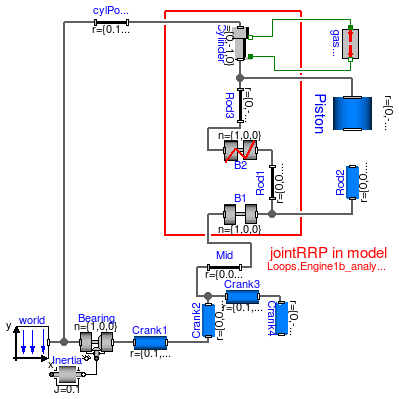 cylPo...
r={0.1...
Cylinder
={0,-1,0}
gas...
Rod3
r={0,-...
Piston
r={0,-...
n={1,0,0}
B2
Rod1
r={0,0...
Rod2
r={0,0,...
B1
n={1,0,0}
jointRRP in model
Loops.Engine1b_analy...
Mid
r={0.0...
Crank3
r={0.1,...
Crank2
r={0,0...
Crank4
r={0,-...
world
y
x
Bearing
n={1,0,0}
Crank1
r={0.1,...
Inertia
J=0.1